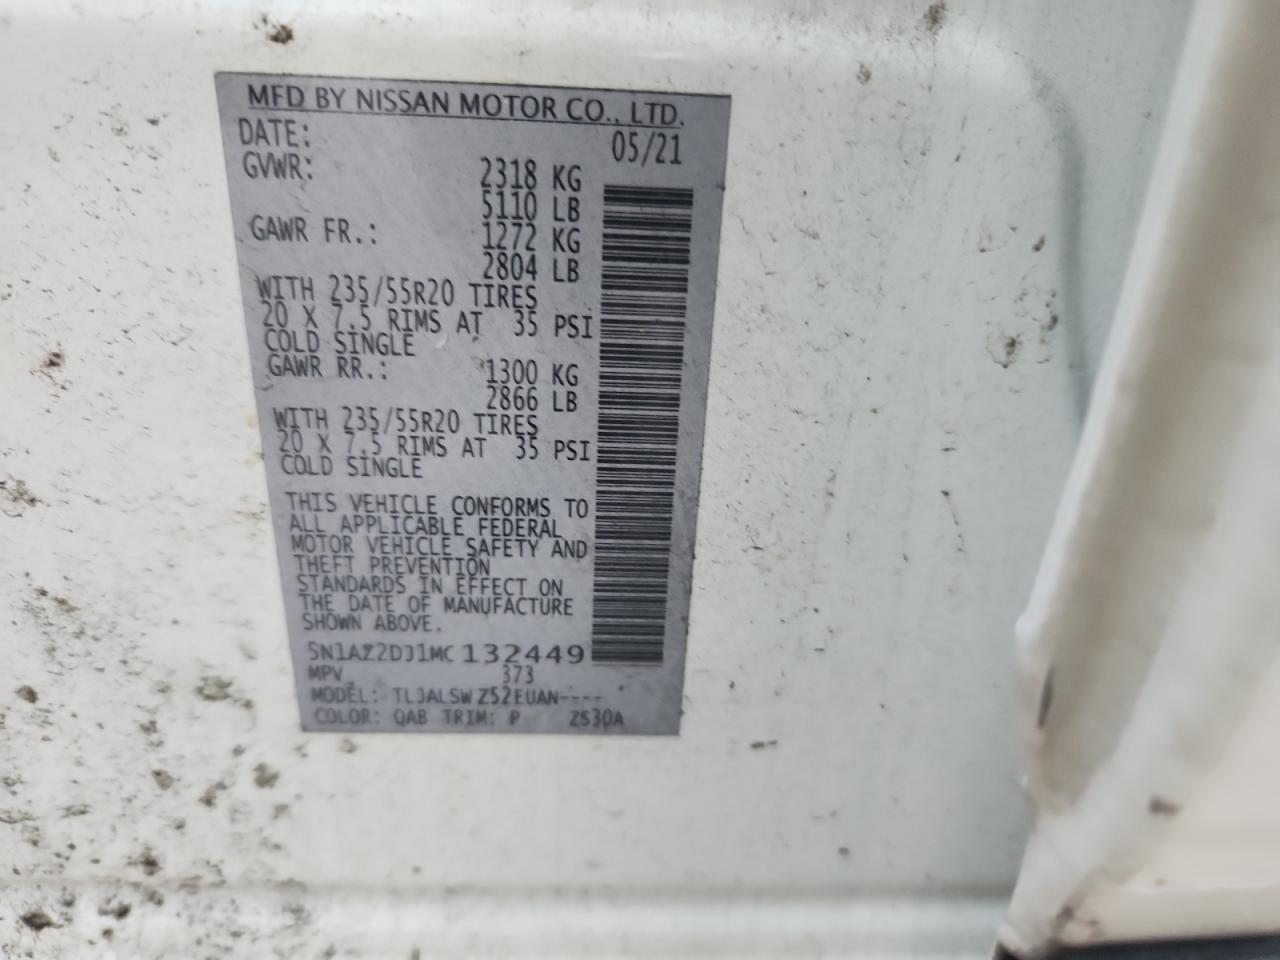 MFD BY NISSAN MOTOR CO., LTD.
DATE: 05/21
GVWR: 2318 KG
5110 LB
GAWR FR.: 1272 KG
2804 LB
WITH 235/55R20 TIRES
20 X 7.5 RIMS AT 35 PSI
COLD SINGLE
GAWR RR.: 1300 KG
2866 LB
WITH 235/55R20 TIRES
20 X 7.5 RIMS AT 35 PSI
COLD SINGLE
THIS VEHICLE CONFORMS TO
ALL APPLICABLE FEDERAL
MOTOR VEHICLE SAFETY AND
THEFT PREVENTION
STANDARDS IN EFFECT ON
THE DATE OF MANUFACTURE
SHOWN ABOVE.
5N1AZ2DJ1MC132449
MPV 373
MODEL: TLJALSWZ52EUAN----
COLOR: QAB TRIM: P ZS30A